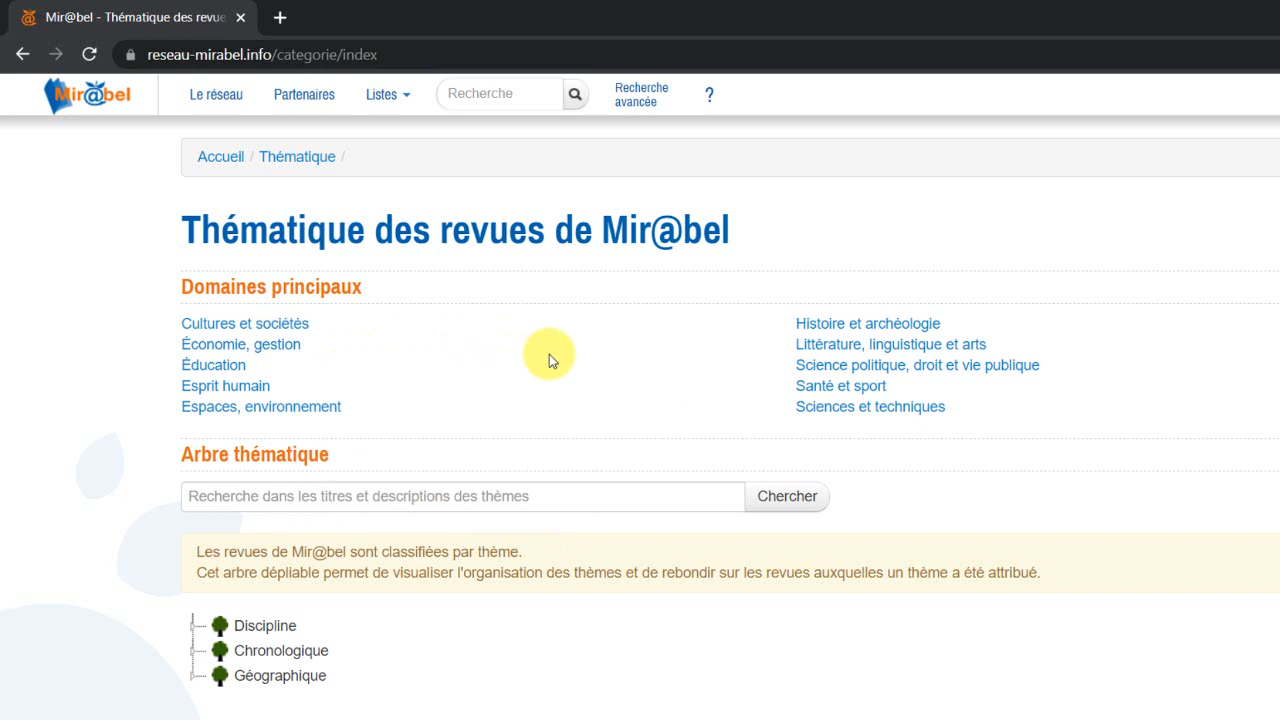 Mir@bel - Thématique des revue
reseau-mirabel.info/categorie/index
Mir@bel
Le réseau
Partenaires
Listes
Recherche
Recherche avancée
?
Accueil / Thématique /
Thématique des revues de Mir@bel
Domaines principaux
Cultures et sociétés
Économie, gestion
Éducation
Esprit humain
Espaces, environnement
Histoire et archéologie
Littérature, linguistique et arts
Science politique, droit et vie publique
Santé et sport
Sciences et techniques
Arbre thématique
Recherche dans les titres et descriptions des thèmes
Chercher
Les revues de Mir@bel sont classifiées par thème.
Cet arbre dépliable permet de visualiser l'organisation des thèmes et de rebondir sur les revues auxquelles un thème a été attribué.
Discipline
Chronologique
Géographique